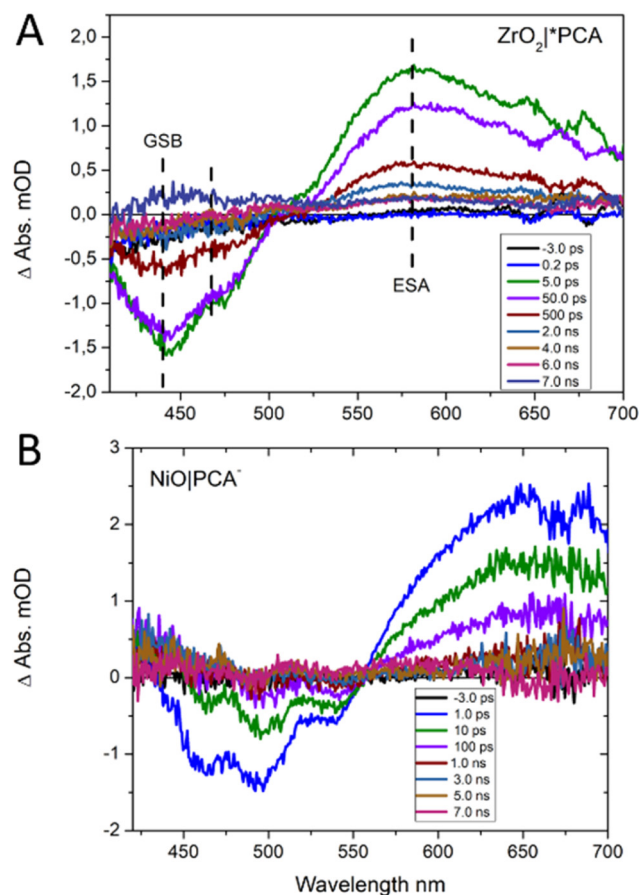 A
ZrO2|*PCA
GSB
ESA
Δ Abs. mOD
2,0
1,5
1,0
0,5
0,0
-0,5
-1,0
-1,5
-2,0
-3.0 ps
0.2 ps
5.0 ps
50.0 ps
500 ps
2.0 ns
4.0 ns
6.0 ns
7.0 ns
450 500 550 600 650 700
B
NiO|PCA-
Δ Abs. mOD
3
2
1
0
-1
-2
-3.0 ps
1.0 ps
10 ps
100 ps
1.0 ns
3.0 ns
5.0 ns
7.0 ns
450 500 550 600 650 700
Wavelength nm